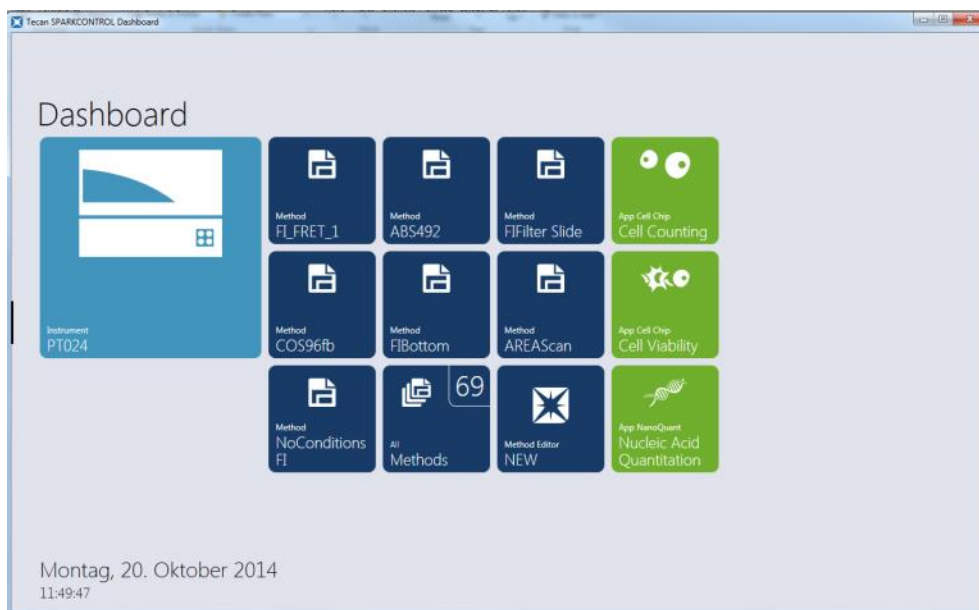 Tecan SPARKCONTROL Dashboard
Dashboard
Instrument
PT024
Method
FI_FRET_1
Method
ABS492
Method
FIFilter Slide
App Cell Chip
Cell Counting
Method
COS96fb
Method
FIBottom
Method
AREAScan
App Cell Chip
Cell Viability
Method
NoConditions
FI
69
All
Methods
Method Editor
NEW
App NanoQuant
Nucleic Acid
Quantitation
Montag, 20. Oktober 2014
11:49:47